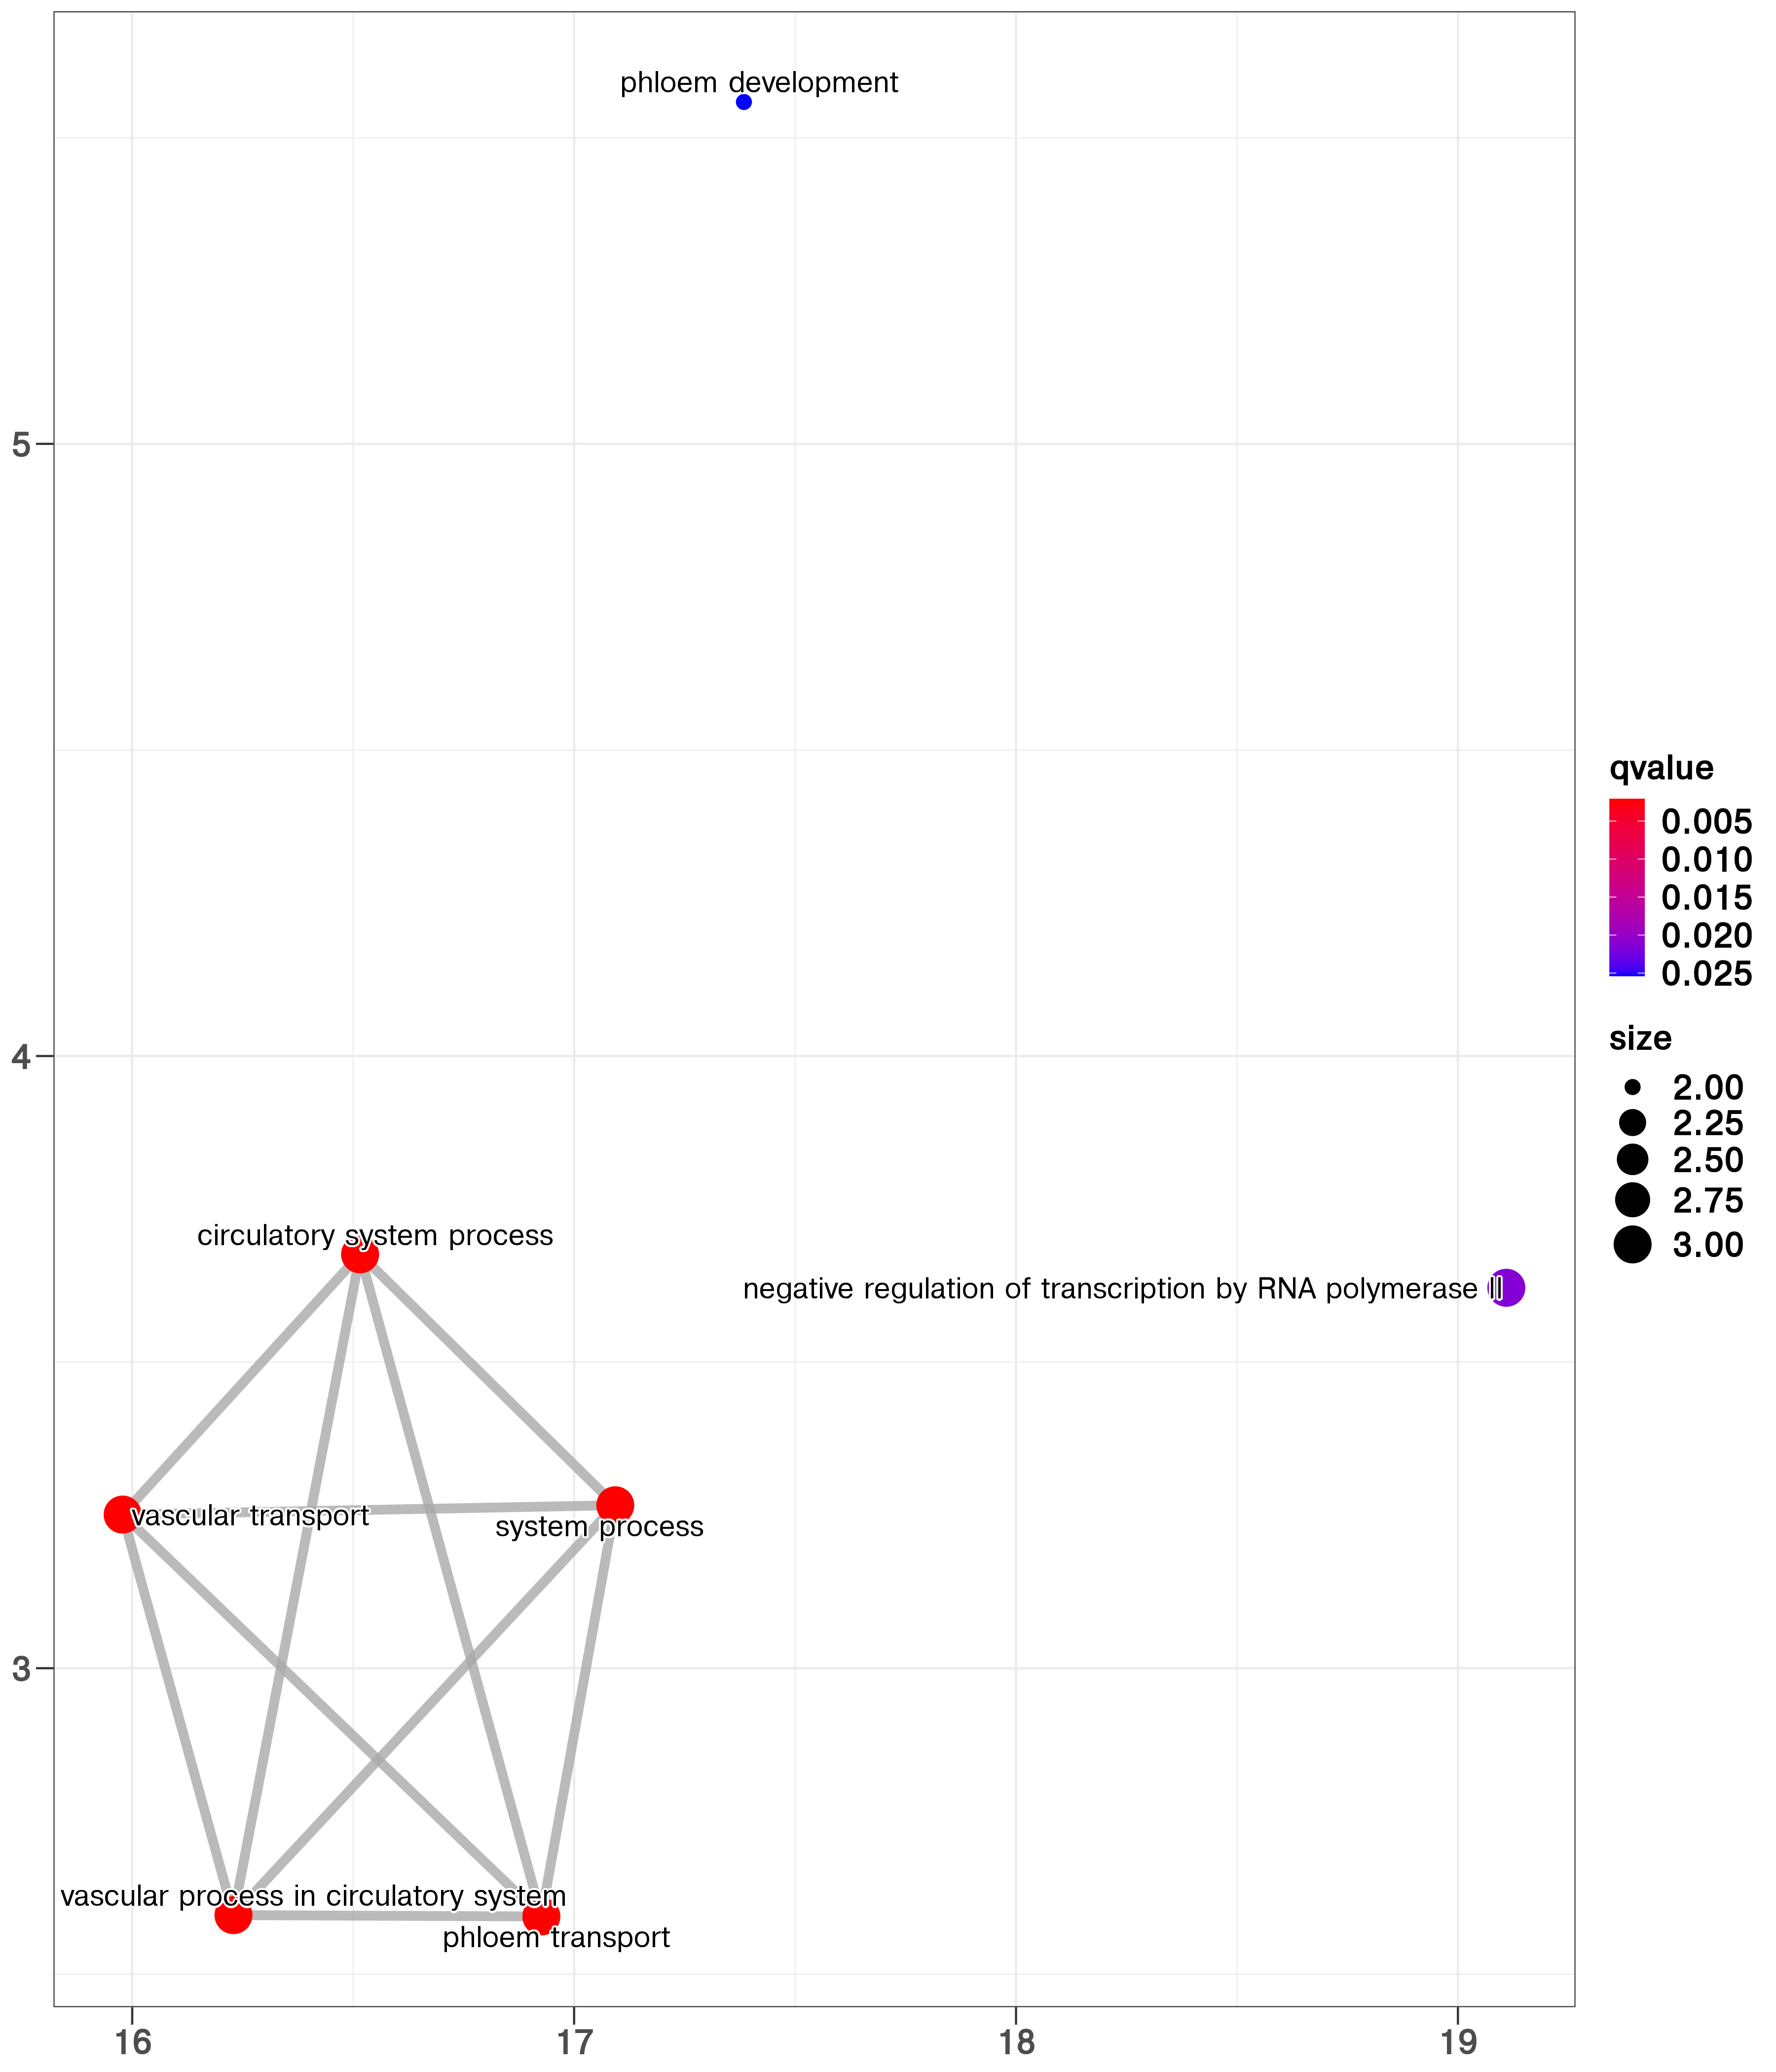 phloem development
5
4
3
circulatory system process
negative regulation of transcription by RNA polymerase II
vascular transport
system process
vascular process in circulatory system
phloem transport
16
17
18
19
qvalue
0.005
0.010
0.015
0.020
0.025
size
2.00
2.25
2.50
2.75
3.00